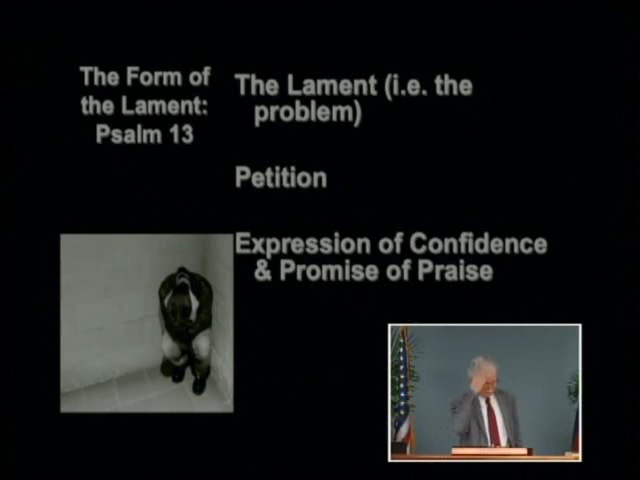 The Form of
the Lament:
Psalm 13
The Lament (i.e. the
problem)
Petition
Expression of Confidence
& Promise of Praise